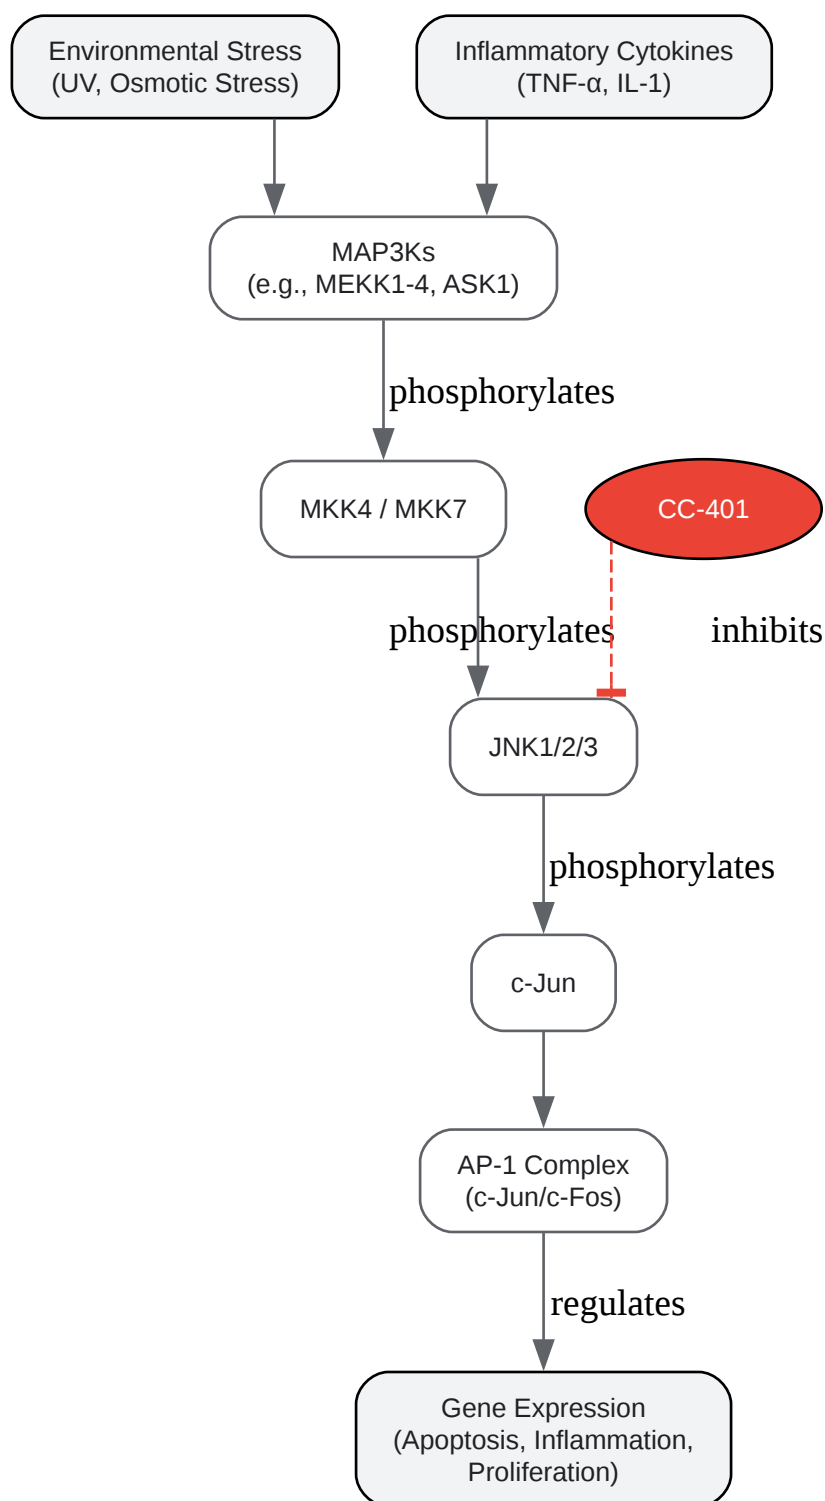 Environmental Stress
(UV, Osmotic Stress)
Inflammatory Cytokines
(TNF-α, IL-1)
MAP3Ks
(e.g., MEKK1-4, ASK1)
phosphorylates
MKK4 / MKK7
CC-401
phosphorylates
inhibits
JNK1/2/3
phosphorylates
c-Jun
AP-1 Complex
(c-Jun/c-Fos)
regulates
Gene Expression
(Apoptosis, Inflammation,
Proliferation)